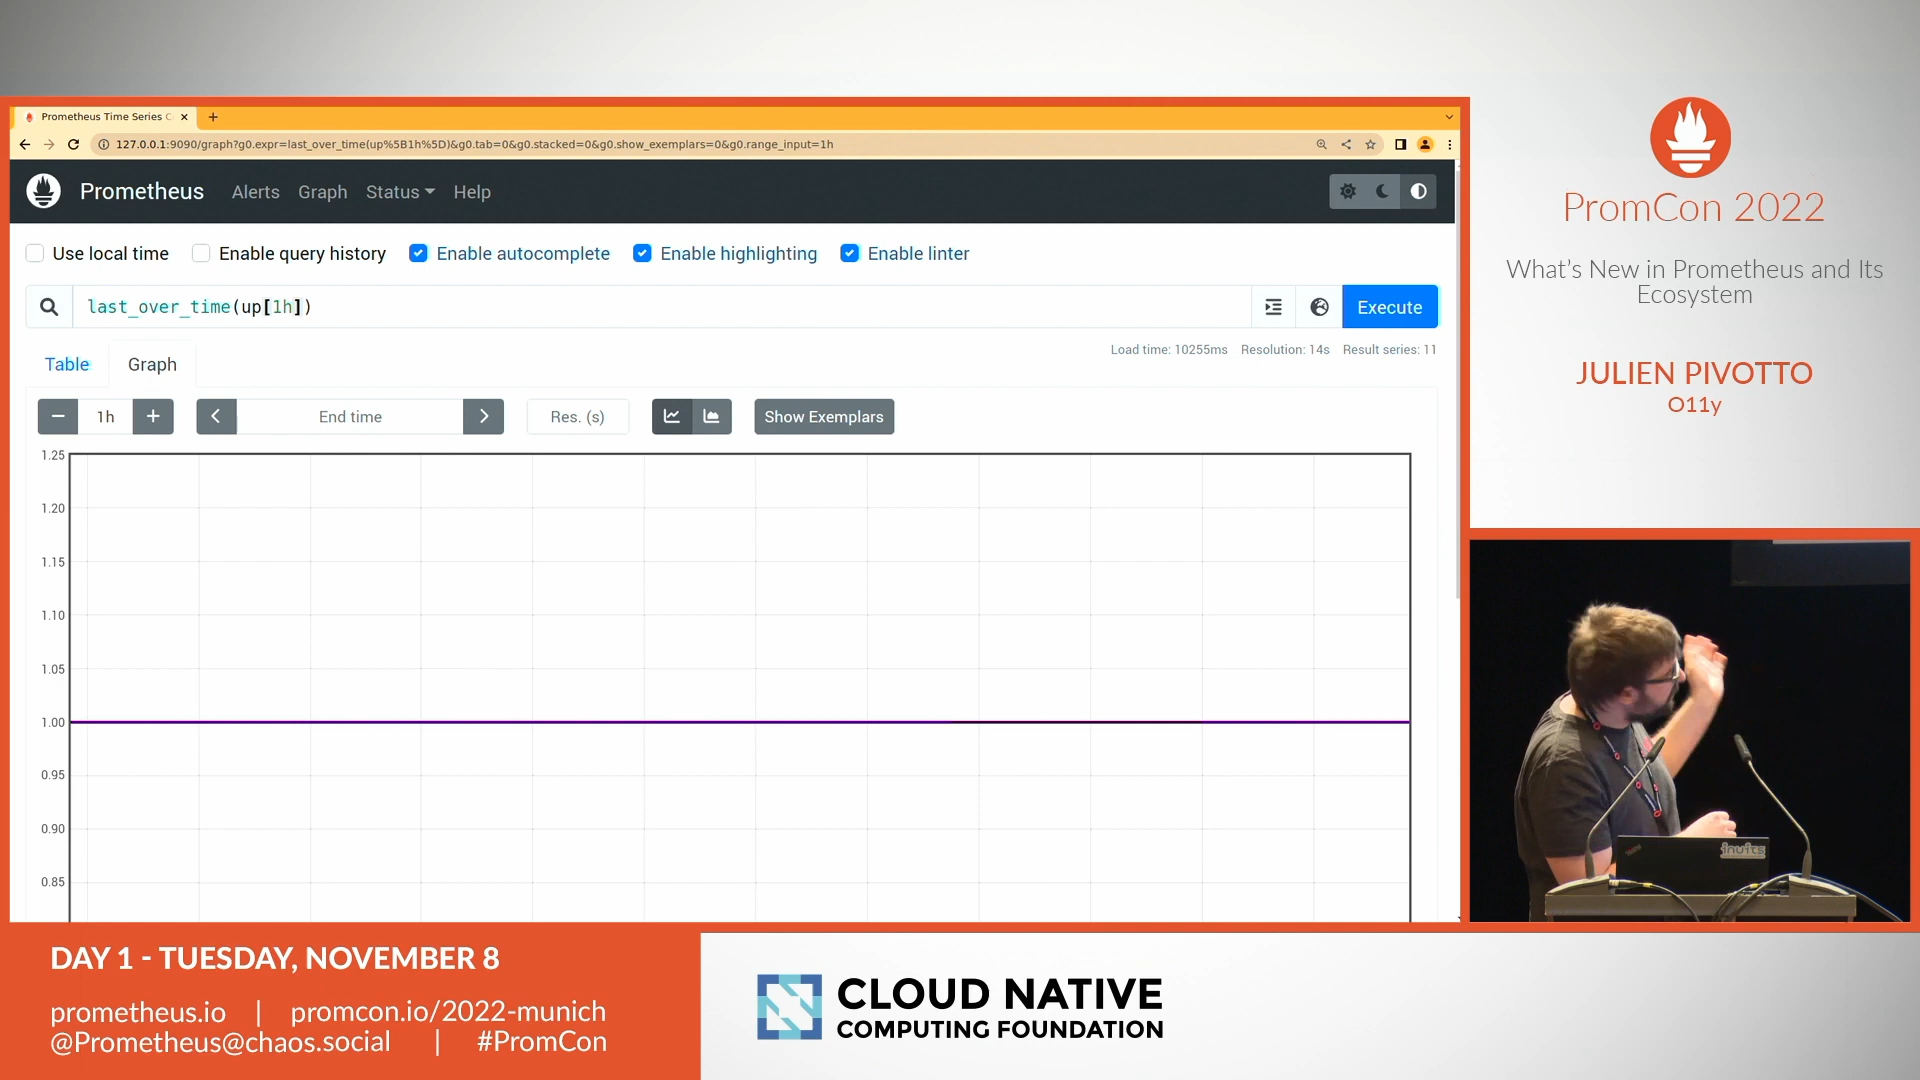 Prometheus Time Series C
127.0.0.1:9090/graph?g0.expr=last_over_time(up%5B1h%5D)&g0.tab=0&g0.stacked=0&g0.show_exemplars=0&g0.range_input=1h
Prometheus Alerts Graph Status Help
Use local time Enable query history Enable autocomplete Enable highlighting Enable linter
last_over_time(up[1h])
Execute
Load time: 10255ms Resolution: 14s Result series: 11
Table Graph
1h End time Res. (s) Show Exemplars
1.25
1.20
1.15
1.10
1.05
1.00
0.95
0.90
0.85
PromCon 2022
What’s New in Prometheus and Its
Ecosystem
JULIEN PIVOTTO
O11y
inuits
DAY 1 - TUESDAY, NOVEMBER 8
prometheus.io | promcon.io/2022-munich
@Prometheus@chaos.social | #PromCon
CLOUD NATIVE
COMPUTING FOUNDATION